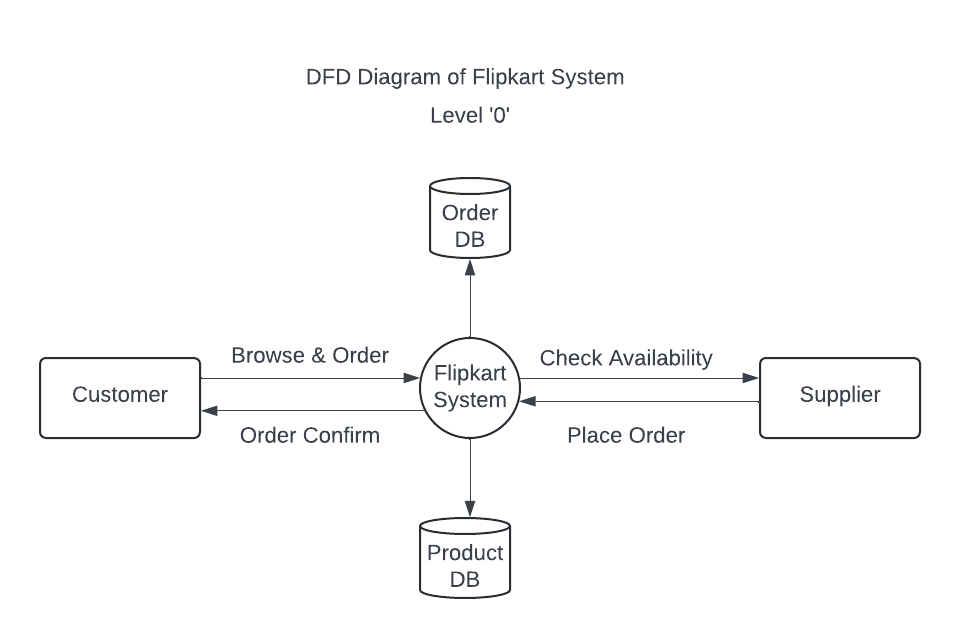 DFD Diagram of Flipkart System
Level '0'
Order
DB
Browse & Order
Check Availability
Customer
Flipkart
System
Supplier
Order Confirm
Place Order
Product
DB